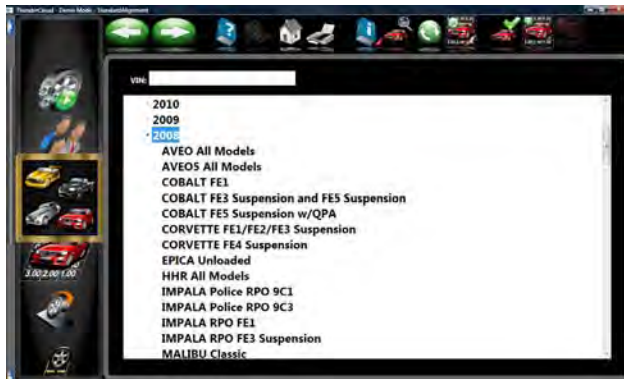 ThunderCloud - Demo Mode - StandardAlignment
VIN:
2010
2009
2008
AVEO All Models
AVEO5 All Models
COBALT FE1
COBALT FE3 Suspension and FE5 Suspension
COBALT FE5 Suspension w/QPA
CORVETTE FE1/FE2/FE3 Suspension
CORVETTE FE4 Suspension
EPICA Unloaded
HHR All Models
IMPALA Police RPO 9C1
IMPALA Police RPO 9C3
IMPALA RPO FE1
IMPALA RPO FE3 Suspension
MALIBU Classic
3.00 2.00 1.00